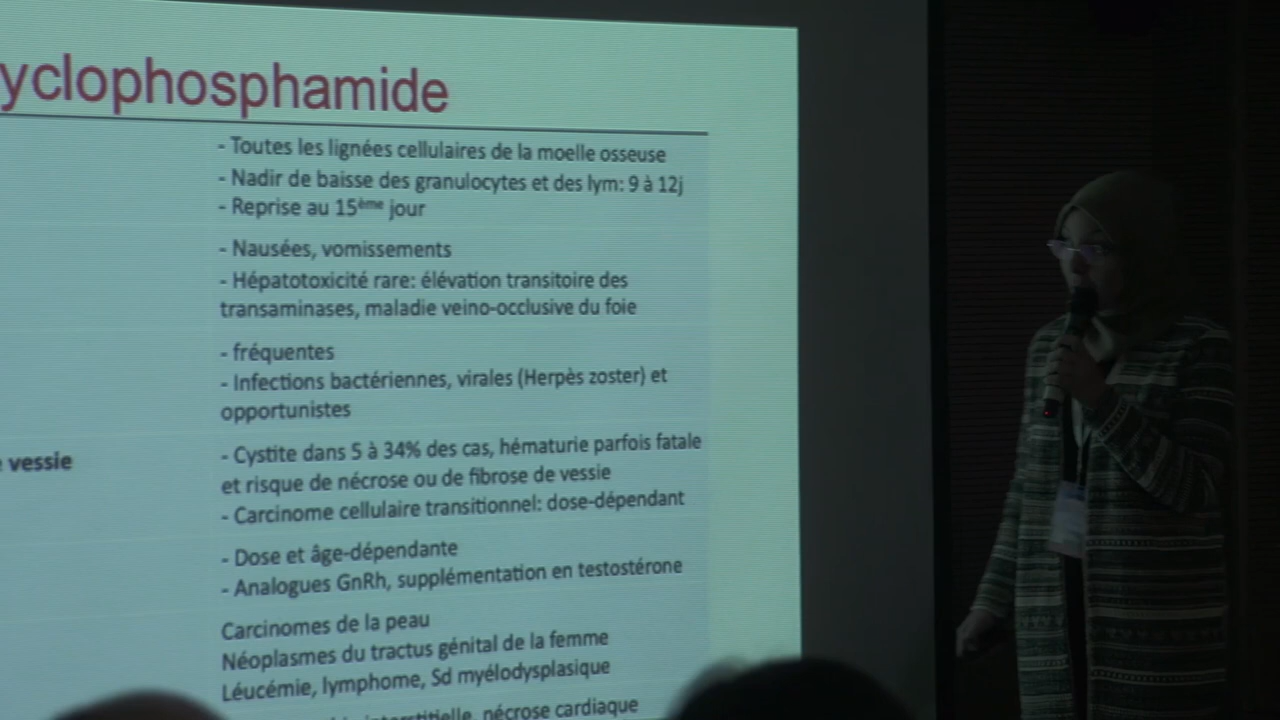 yclophosphamide
- Toutes les lignées cellulaires de la moelle osseuse
- Nadir de baisse des granulocytes et des lym: 9 à 12j
- Reprise au 15ème jour
- Nausées, vomissements
- Hépatotoxicité rare: élévation transitoire des
transaminases, maladie veino-occlusive du foie
- fréquentes
- Infections bactériennes, virales (Herpès zoster) et
opportunistes
vessie
- Cystite dans 5 à 34% des cas, hématurie parfois fatale
et risque de nécrose ou de fibrose de vessie
- Carcinome cellulaire transitionnel: dose-dépendant
- Dose et âge-dépendante
- Analogues GnRh, supplémentation en testostérone
Carcinomes de la peau
Néoplasmes du tractus génital de la femme
Léucémie, lymphome, Sd myélodysplasique
interstitielle, nécrose cardiaque